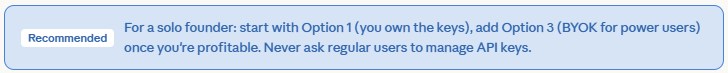 Recommended
For a solo founder: start with Option 1 (you own the keys), add Option 3 (BYOK for power users)
once you're profitable. Never ask regular users to manage API keys.